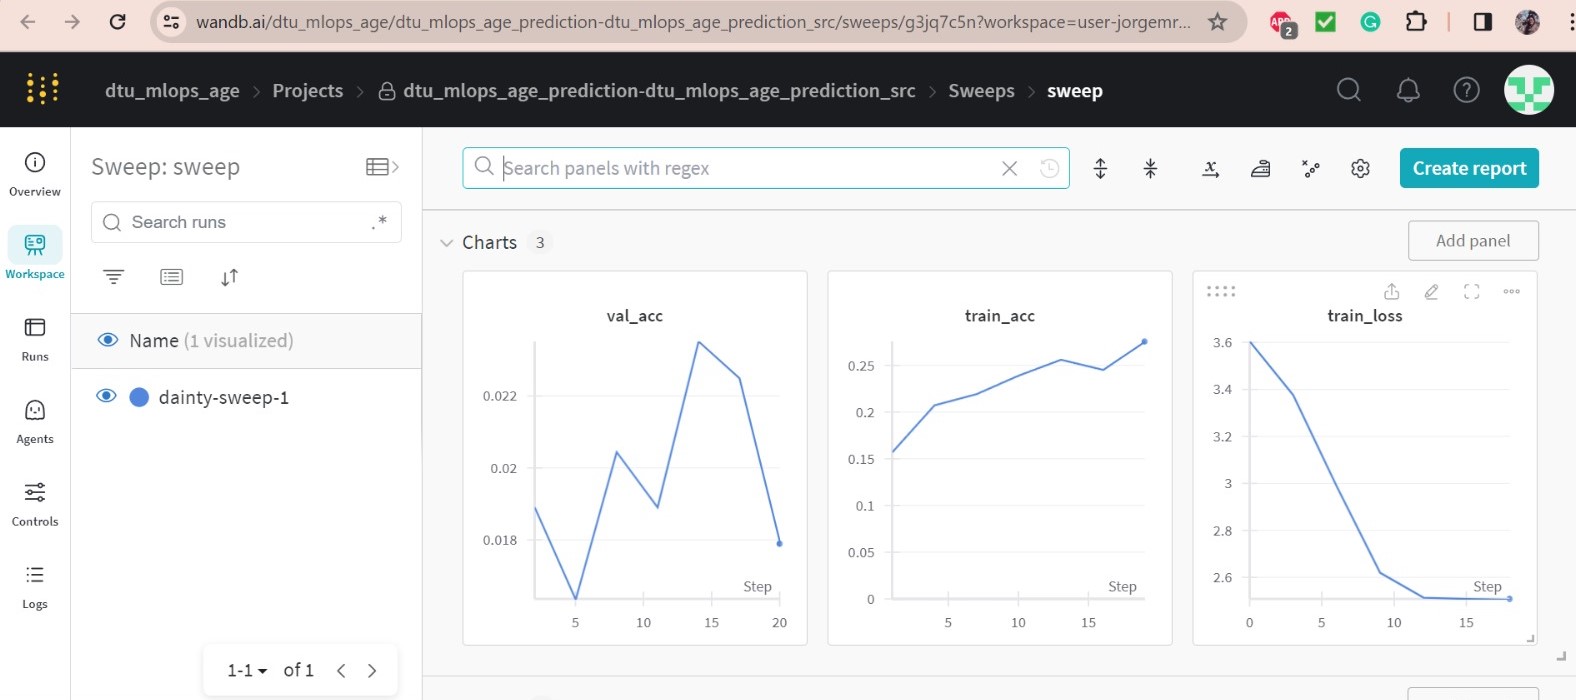 wandb.ai/dtu_mlops_age/dtu_mlops_age_prediction-dtu_mlops_age_prediction_src/sweeps/g3jq7c5n?workspace=user-jorgemr...
ABP 2
G
dtu_mlops_age > Projects > dtu_mlops_age_prediction-dtu_mlops_age_prediction_src > Sweeps > sweep
?
Overview
Workspace
Runs
Agents
Controls
Logs
Sweep: sweep
Search runs .*
Name (1 visualized)
dainty-sweep-1
1-1 of 1
Search panels with regex
Create report
Charts 3
Add panel
val_acc
0.022
0.02
0.018
Step
5 10 15 20
train_acc
0.25
0.2
0.15
0.1
0.05
0
Step
5 10 15
train_loss
3.6
3.4
3.2
3
2.8
2.6
Step
0 5 10 15